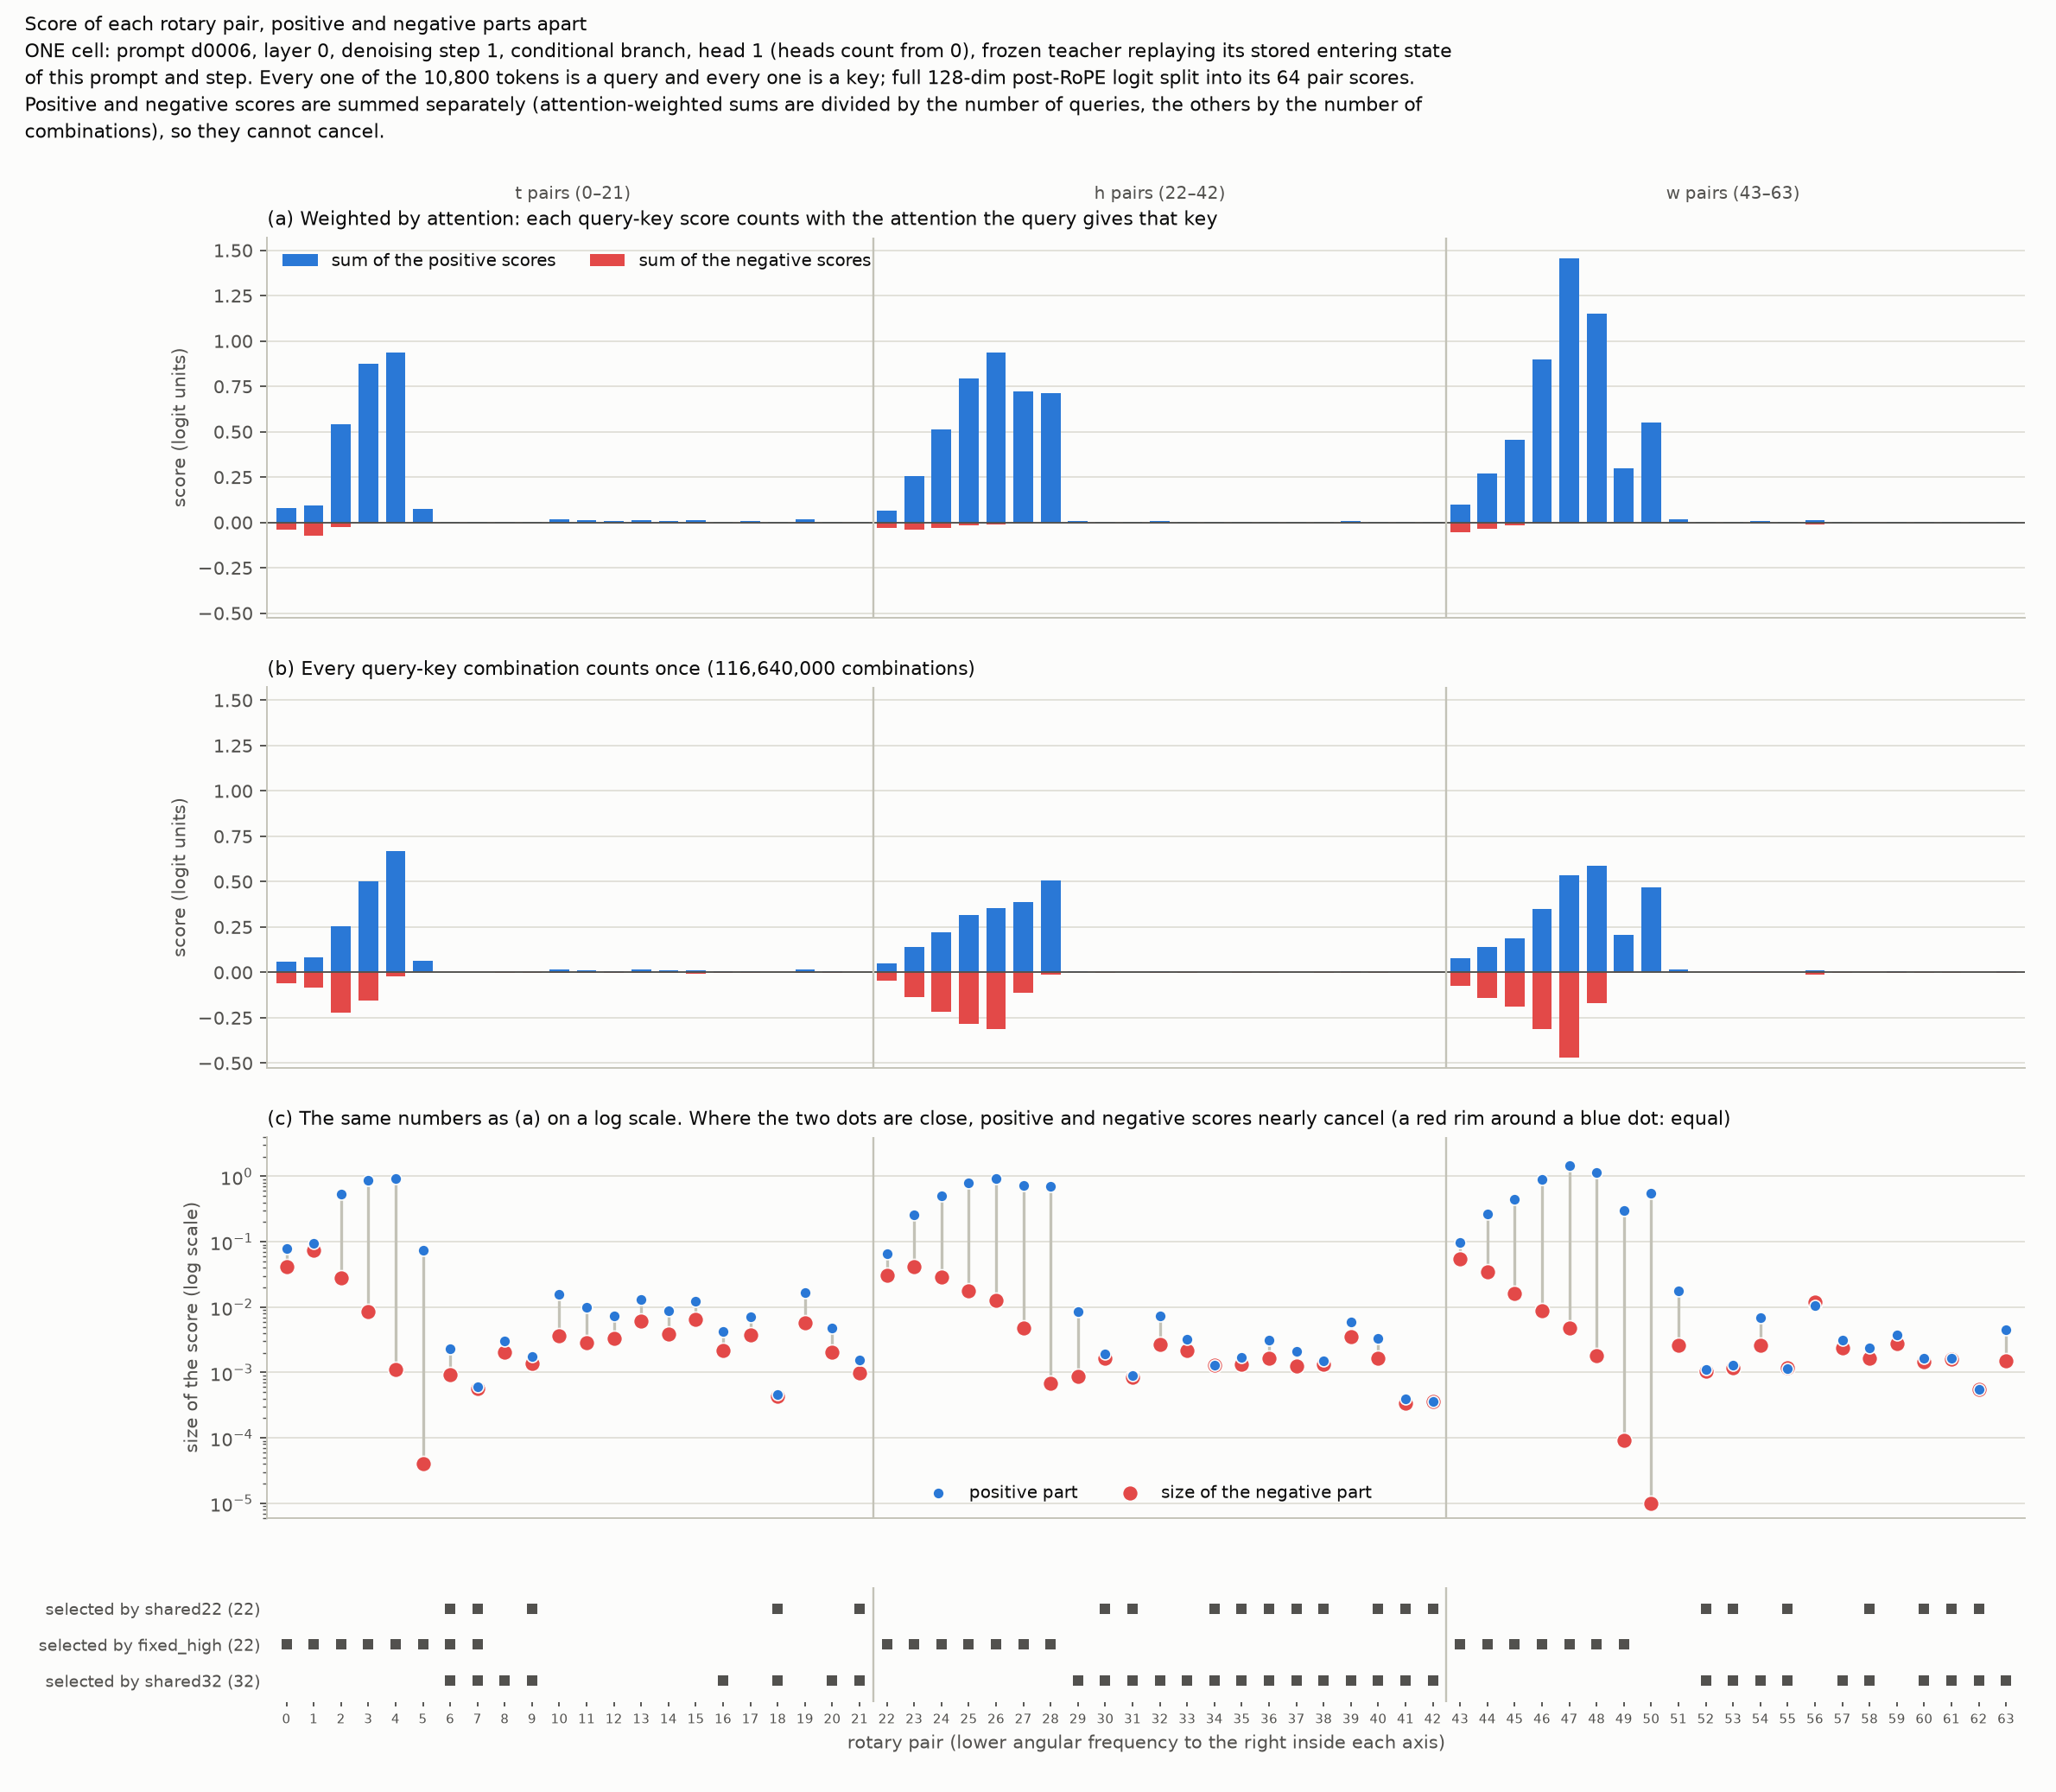 Score of each rotary pair, positive and negative parts apart
ONE cell: prompt d0006, layer 0, denoising step 1, conditional branch, head 1 (heads count from 0), frozen teacher replaying its stored entering state
of this prompt and step. Every one of the 10,800 tokens is a query and every one is a key; full 128-dim post-RoPE logit split into its 64 pair scores.
Positive and negative scores are summed separately (attention-weighted sums are divided by the number of queries, the others by the number of
combinations), so they cannot cancel.
t pairs (0–21) h pairs (22–42) w pairs (43–63)
(a) Weighted by attention: each query-key score counts with the attention the query gives that key
sum of the positive scores sum of the negative scores
score (logit units)
1.50
1.25
1.00
0.75
0.50
0.25
0.00
−0.25
−0.50
(b) Every query-key combination counts once (116,640,000 combinations)
score (logit units)
1.50
1.25
1.00
0.75
0.50
0.25
0.00
−0.25
−0.50
(c) The same numbers as (a) on a log scale. Where the two dots are close, positive and negative scores nearly cancel (a red rim around a blue dot: equal)
size of the score (log scale)
10⁰
10⁻¹
10⁻²
10⁻³
10⁻⁴
10⁻⁵
positive part size of the negative part
selected by shared22 (22)
selected by fixed_high (22)
selected by shared32 (32)
0 1 2 3 4 5 6 7 8 9 10 11 12 13 14 15 16 17 18 19 20 21 22 23 24 25 26 27 28 29 30 31 32 33 34 35 36 37 38 39 40 41 42 43 44 45 46 47 48 49 50 51 52 53 54 55 56 57 58 59 60 61 62 63
rotary pair (lower angular frequency to the right inside each axis)